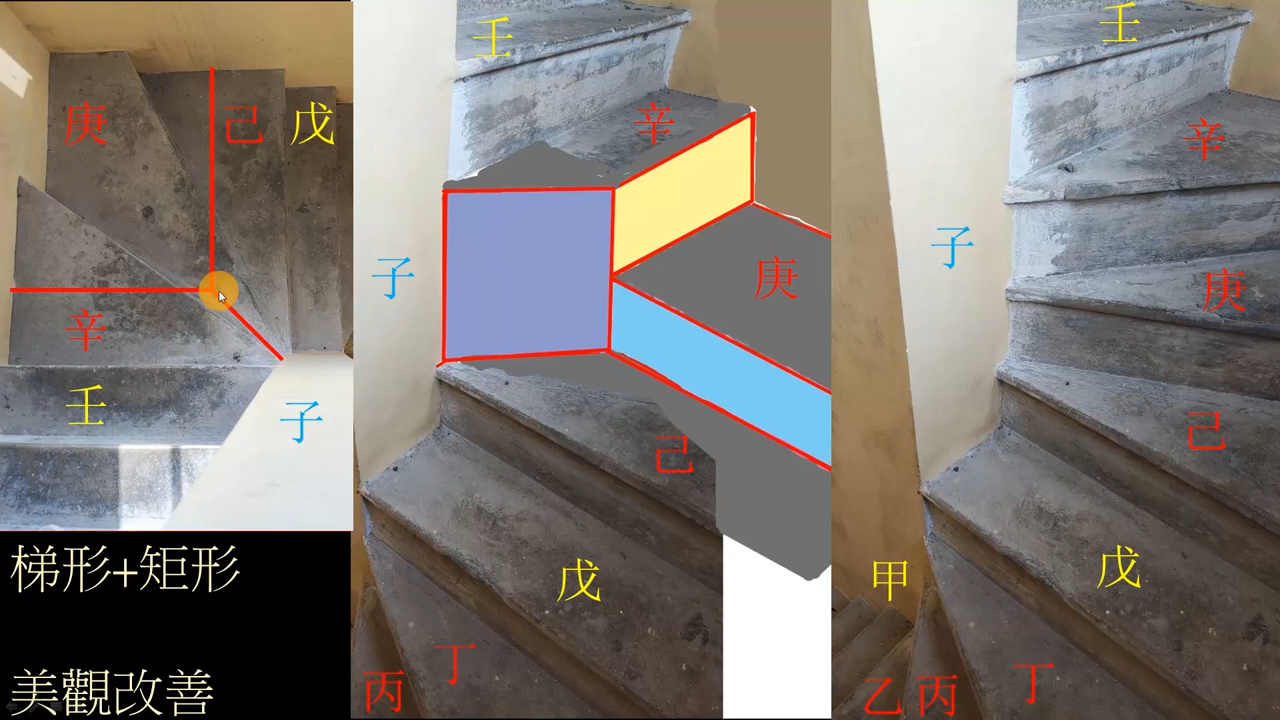 庚
己
戊
辛
壬
子
梯形+矩形
美觀改善
壬
辛
子
庚
己
戊
丁
丙
壬
辛
子
庚
己
甲
戊
乙
丙
丁